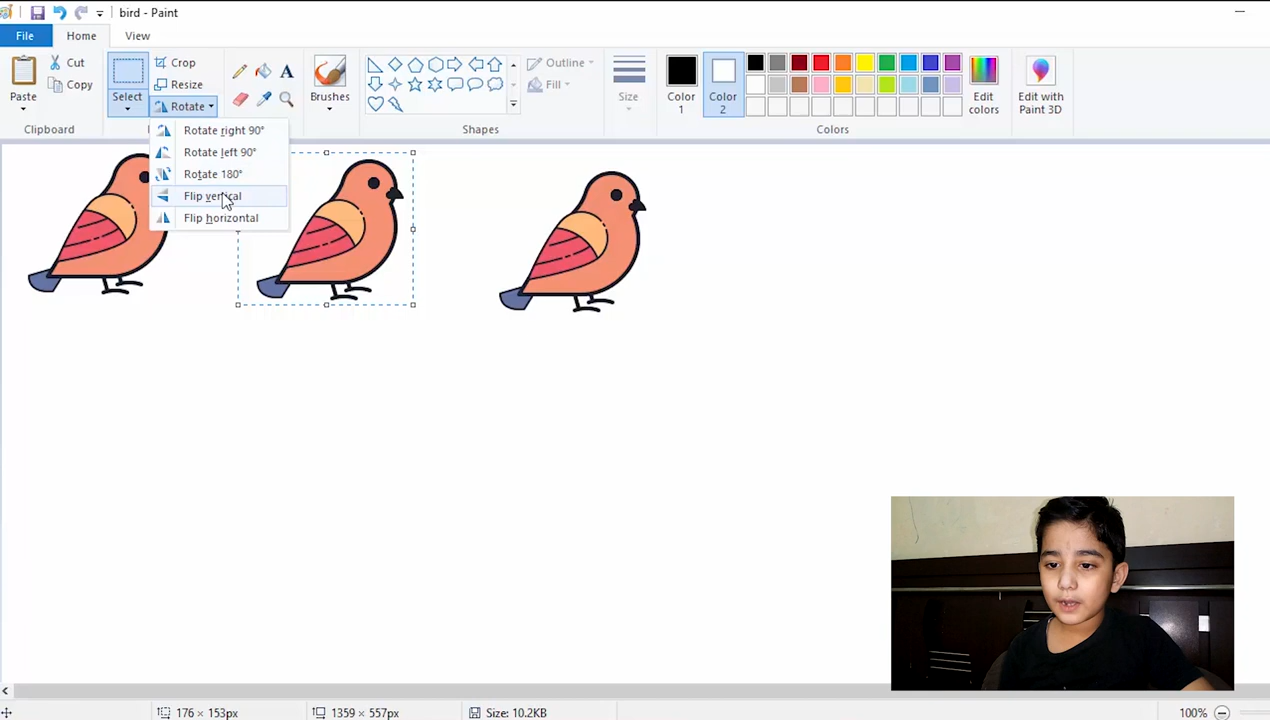 bird - Paint
File Home View
Paste
Cut
Copy
Clipboard
Select
Crop
Resize
Rotate
Rotate right 90°
Rotate left 90°
Rotate 180°
Flip vertical
Flip horizontal
A
Brushes
Outline
Fill
Shapes
Size
Color 1
Color 2
Edit colors
Colors
Edit with Paint 3D
176 × 153px 1359 × 557px Size: 10.2KB 100%